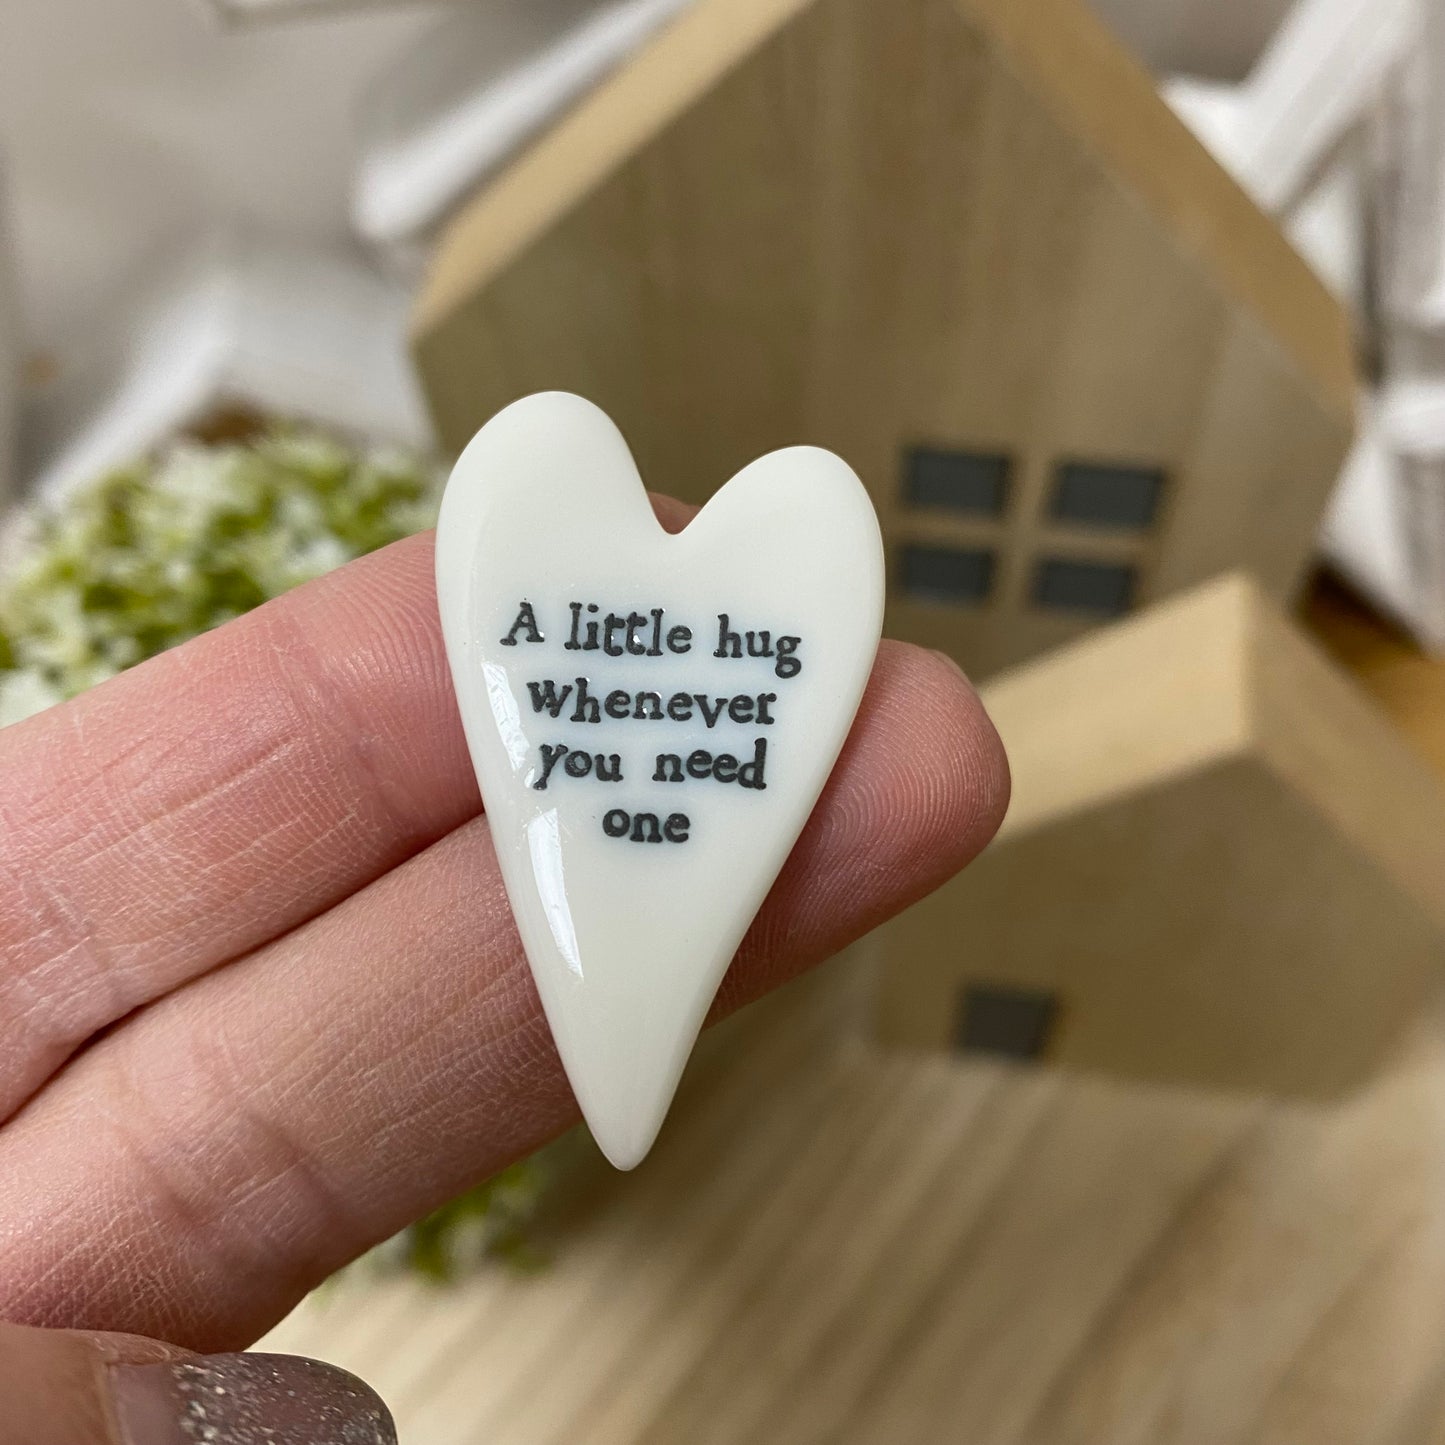 A little hug
whenever
you need
one